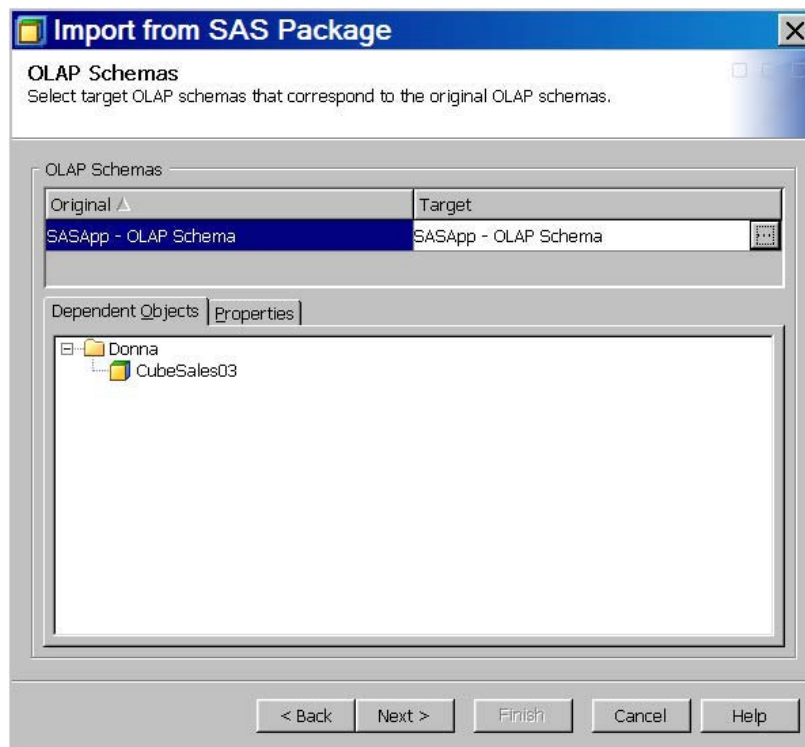 Import from SAS Package
OLAP Schemas
Select target OLAP schemas that correspond to the original OLAP schemas.
OLAP Schemas
Original Target
SASApp - OLAP Schema SASApp - OLAP Schema ...
Dependent Objects Properties
Donna
CubeSales03
< Back Next > Finish Cancel Help